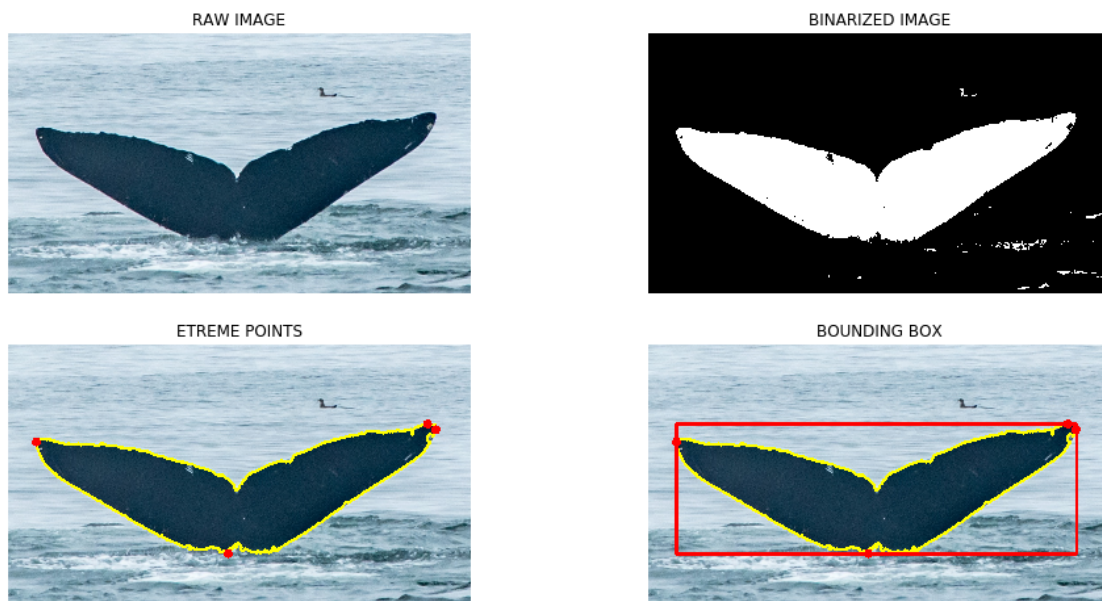 RAW IMAGE
BINARIZED IMAGE
ETREME POINTS
BOUNDING BOX